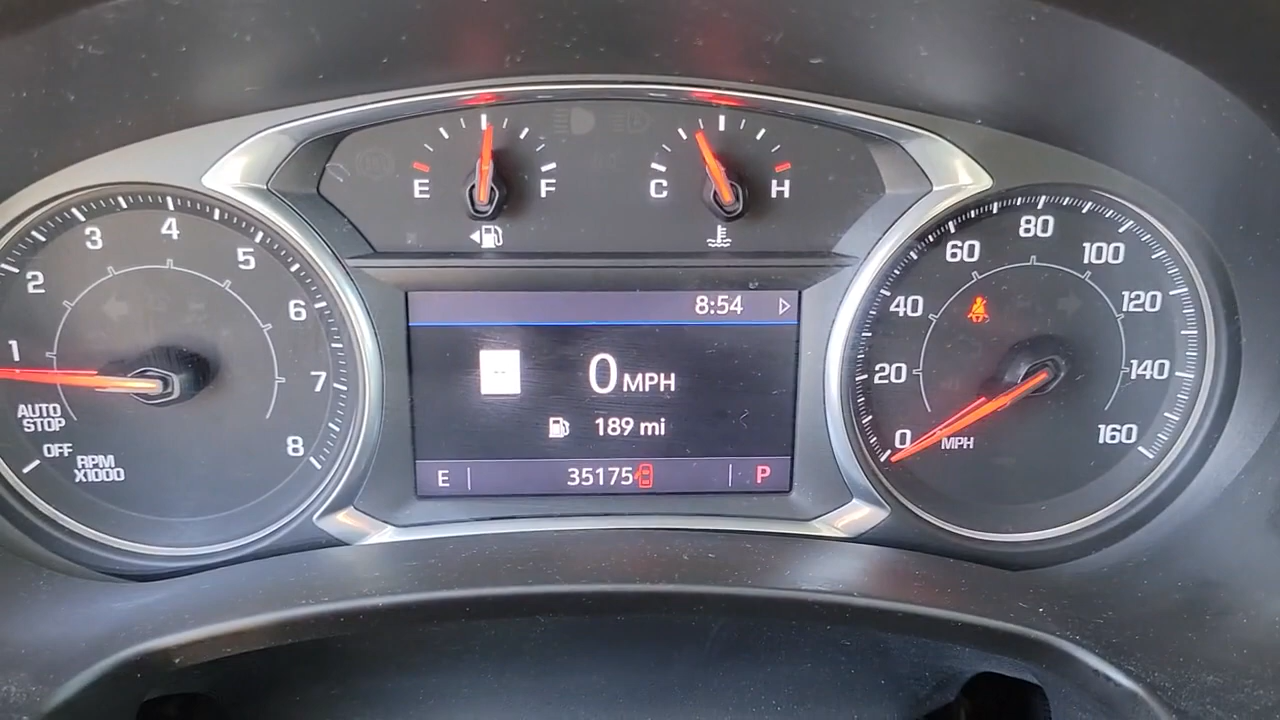 E F
C H
1 2 3 4 5 6 7 8
AUTO
STOP
OFF
RPM
X1000
8:54
--
0 MPH
189 mi
E 35175 P
0 20 40 60 80 100 120 140 160
MPH